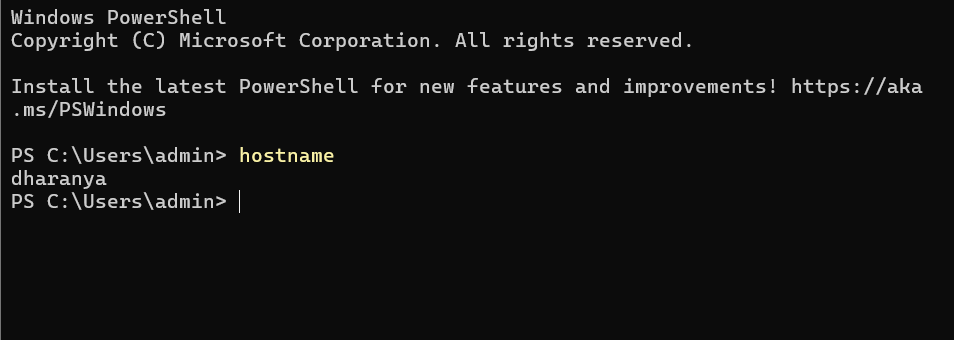 Windows PowerShell
Copyright (C) Microsoft Corporation. All rights reserved.
Install the latest PowerShell for new features and improvements! https://aka
.ms/PSWindows
PS C:\Users\admin> hostname
dharanya
PS C:\Users\admin>